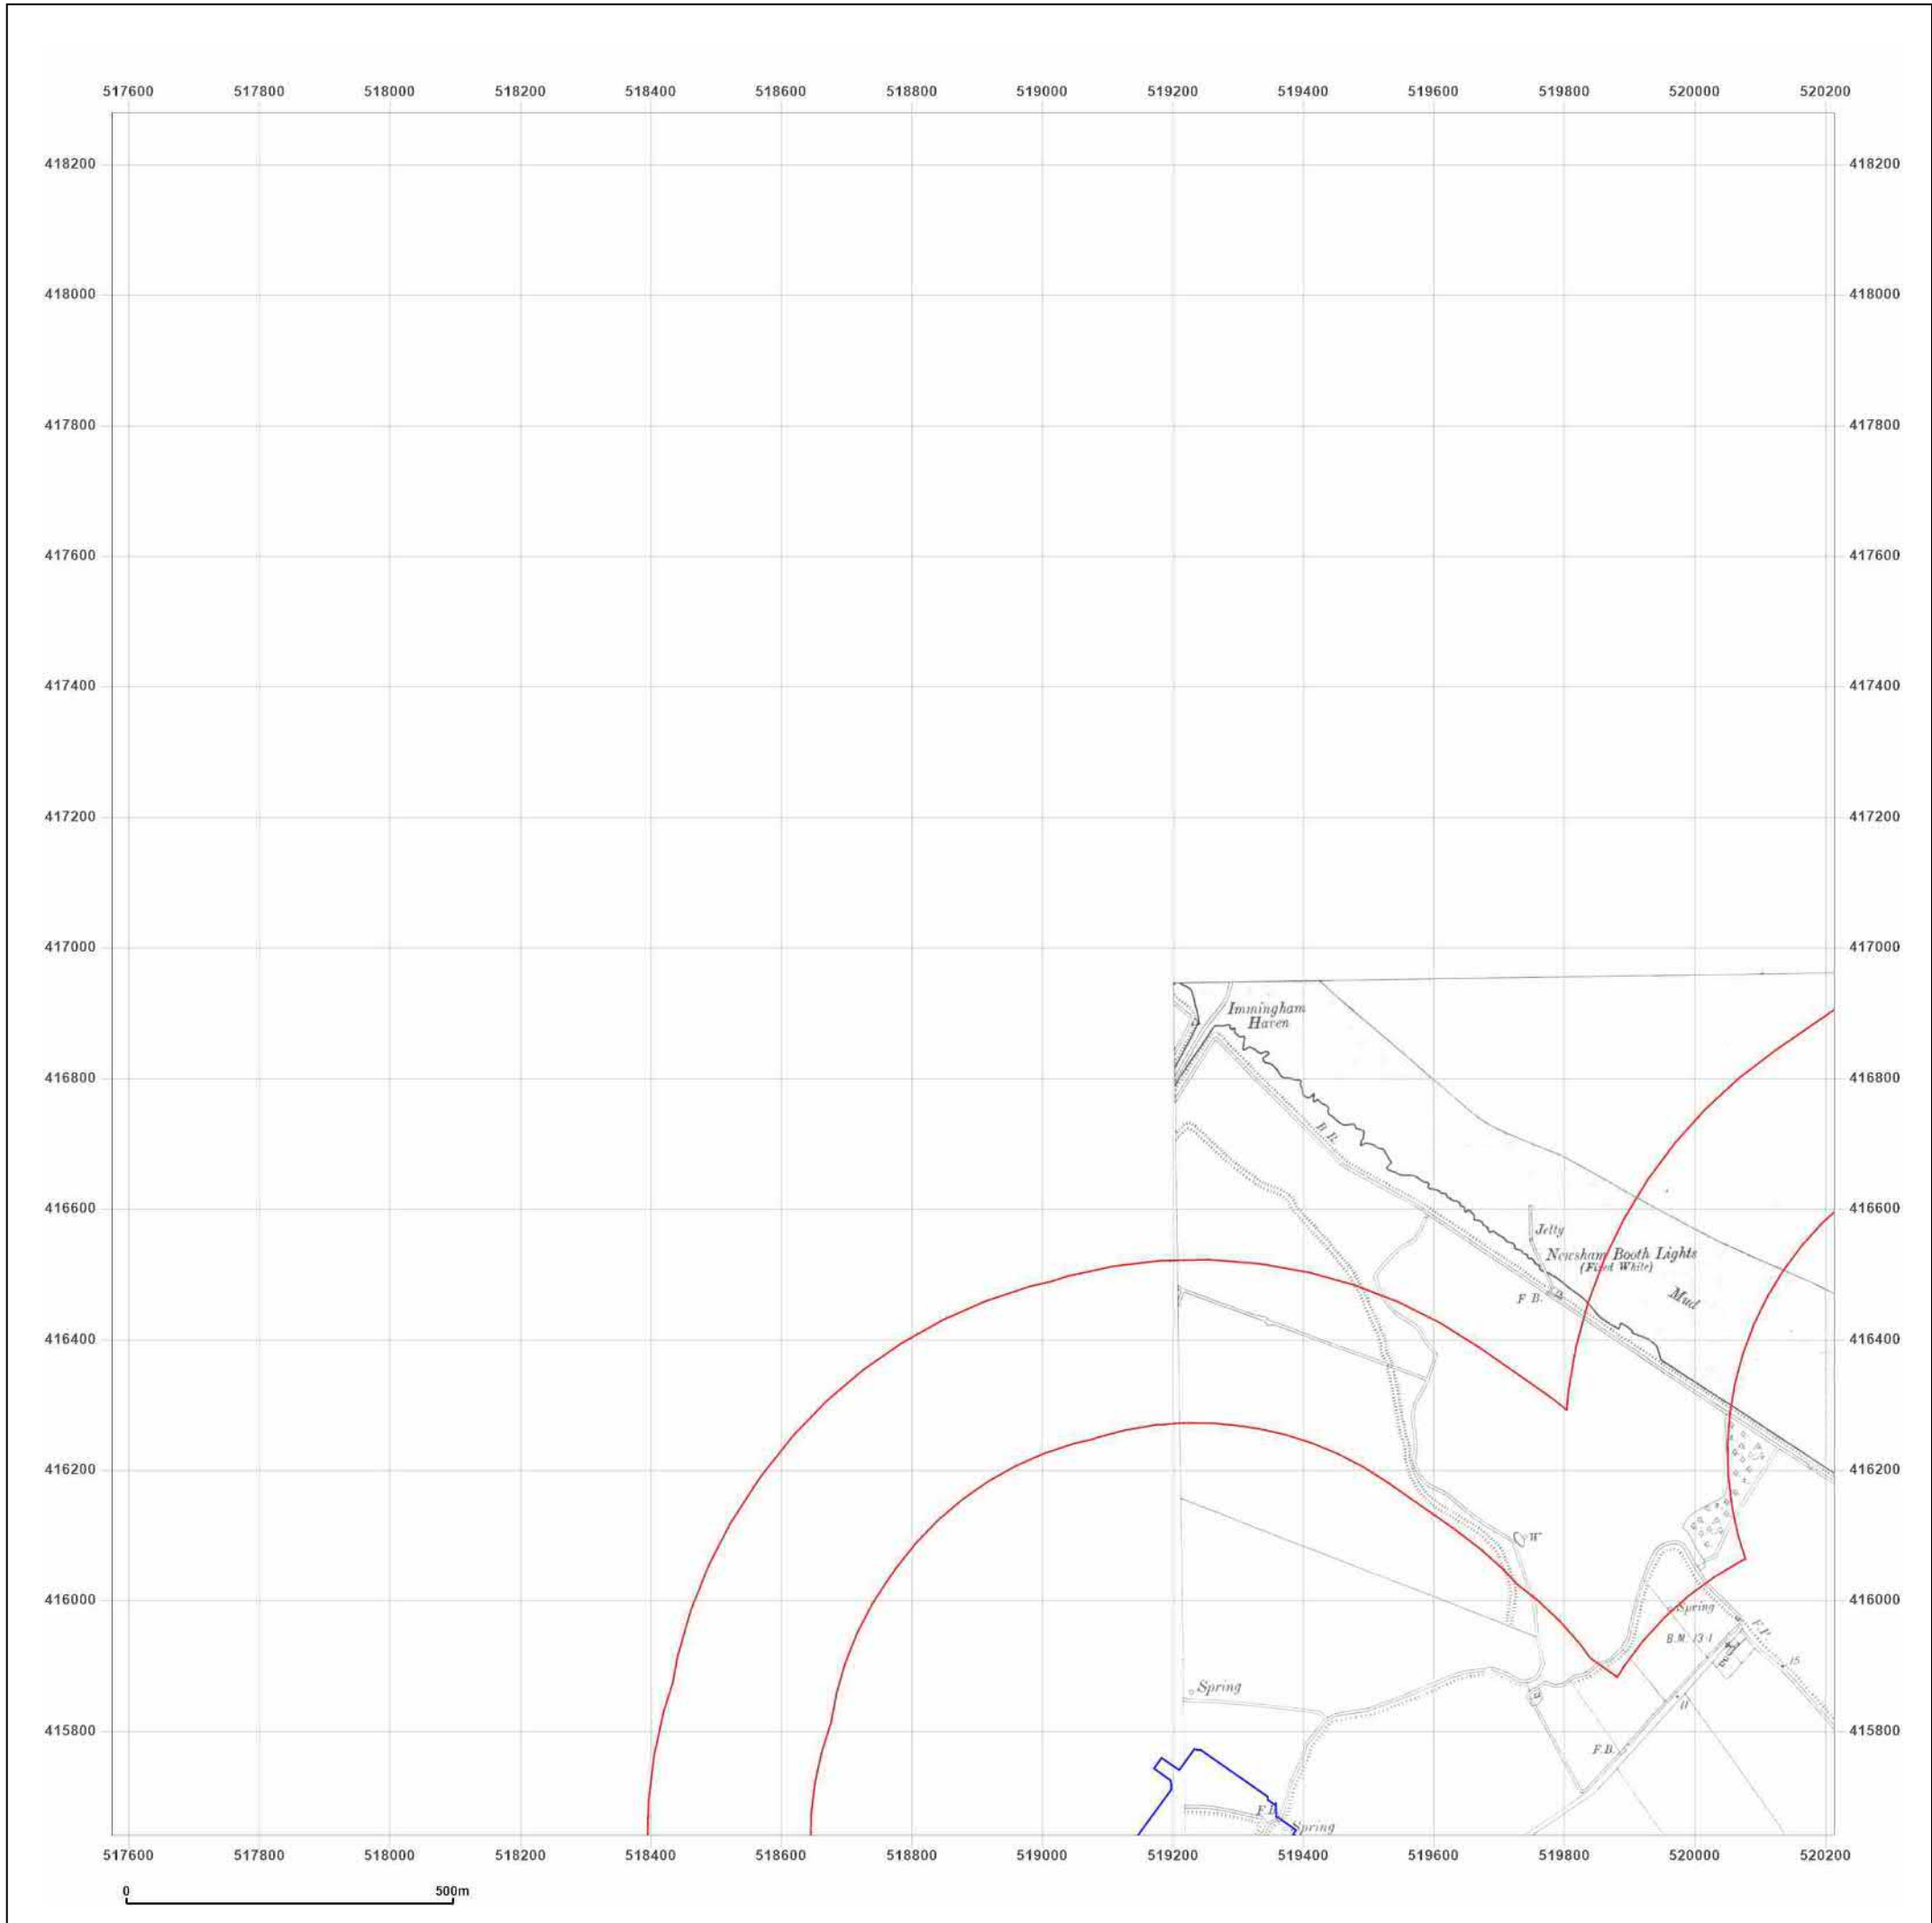 517600 517800 518000 518200 518400 518600 518800 519000 519200 519400 519600 519800 520000 520200
418200 418200
418000 418000
417800 417800
417600 417600
417400 417400
417200 417200
417000 417000
Immingham
Haven
416800 416800
B.R.
416600 416600
Jetty
Newsham Booth Lights
(Fixed White)
Mud
F.B.
416400 416400
416200 416200
W
416000 416000
Spring
F.P.
B.M. 13.1
15
Spring
11
415800 415800
F.B.
Spring
517600 517800 518000 518200 518400 518600 518800 519000 519200 519400 519600 519800 520000 520200
0 500m